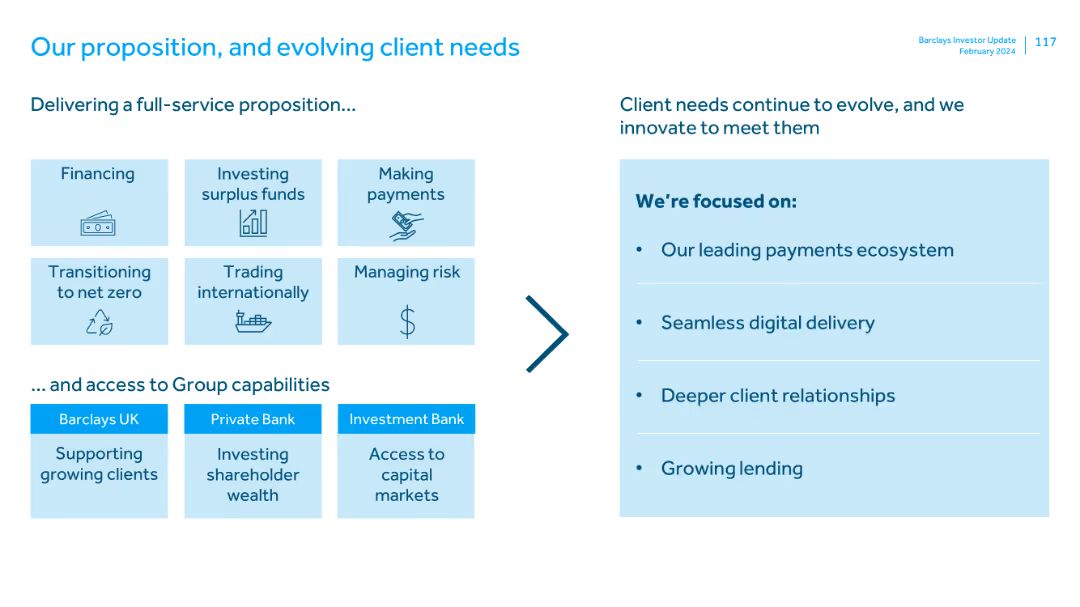 Our proposition, and evolving client needs
Barclays Investor Update
February 2024
117
Delivering a full-service proposition...
Financing
Investing
surplus funds
Making
payments
Transitioning
to net zero
Trading
internationally
Managing risk
$
... and access to Group capabilities
Barclays UK
Supporting
growing clients
Private Bank
Investing
shareholder
wealth
Investment Bank
Access to
capital
markets
Client needs continue to evolve, and we
innovate to meet them
We're focused on:
• Our leading payments ecosystem
• Seamless digital delivery
• Deeper client relationships
• Growing lending